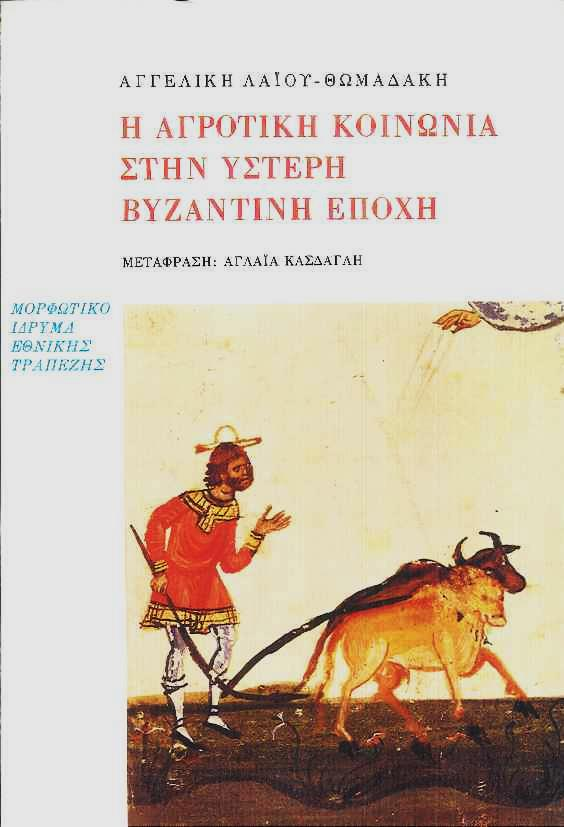 ΑΓΓΕΛΙΚΗ ΛΑΪΟΥ-ΘΩΜΑΔΑΚΗ
Η ΑΓΡΟΤΙΚΗ ΚΟΙΝΩΝΙΑ
ΣΤΗΝ ΥΣΤΕΡΗ
ΒΥΖΑΝΤΙΝΗ ΕΠΟΧΗ
ΜΕΤΑΦΡΑΣΗ: ΑΓΛΑΪΑ ΚΑΣΔΑΓΛΗ
ΜΟΡΦΩΤΙΚΟ
ΙΔΡΥΜΑ
ΕΘΝΙΚΗΣ
ΤΡΑΠΕΖΗΣ